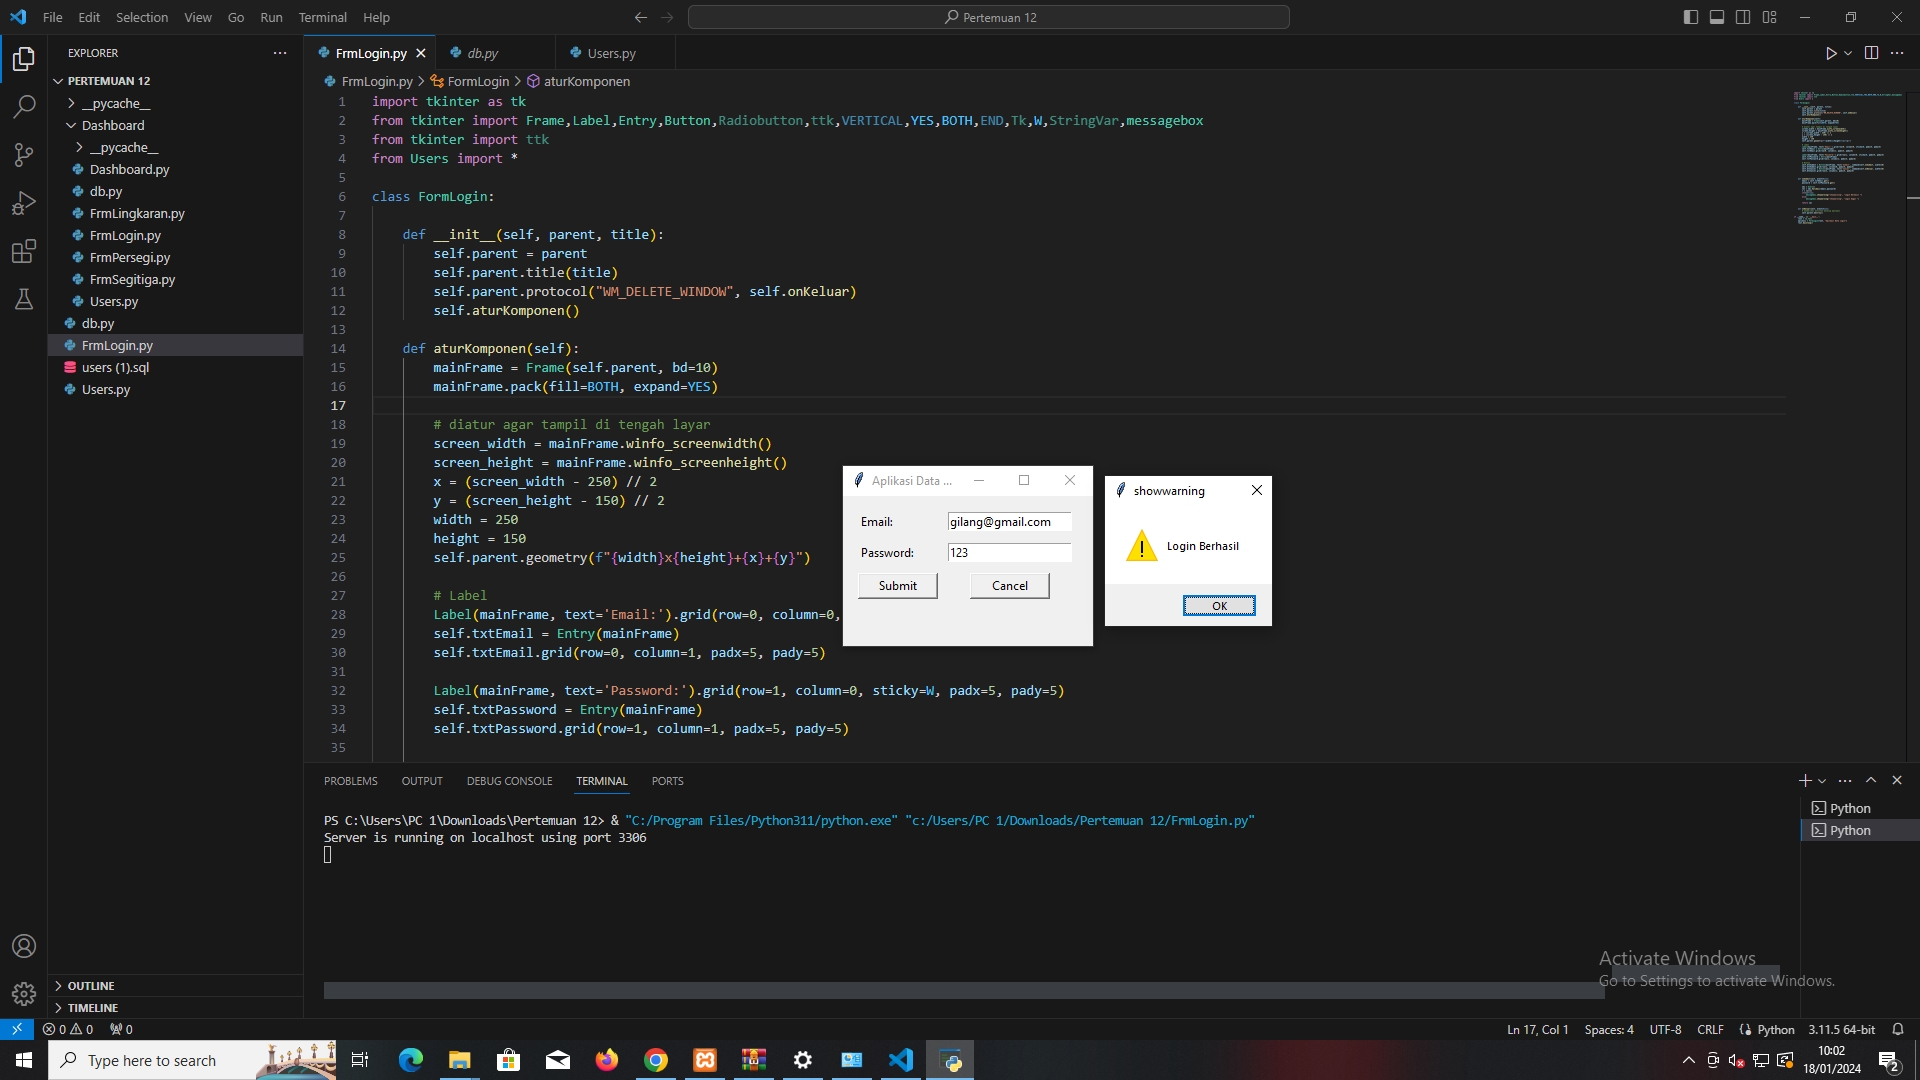 File Edit Selection View Go Run Terminal Help
Pertemuan 12
EXPLORER
PERTEMUAN 12
__pycache__
Dashboard
__pycache__
Dashboard.py
db.py
FrmLingkaran.py
FrmLogin.py
FrmPersegi.py
FrmSegitiga.py
Users.py
db.py
FrmLogin.py
users (1).sql
Users.py
OUTLINE
TIMELINE
FrmLogin.py db.py Users.py
FrmLogin.py > FormLogin > aturKomponen
1 import tkinter as tk
2 from tkinter import Frame,Label,Entry,Button,Radiobutton,ttk,VERTICAL,YES,BOTH,END,Tk,W,StringVar,messagebox
3 from tkinter import ttk
4 from Users import *
5
6 class FormLogin:
7
8 def __init__(self, parent, title):
9 self.parent = parent
10 self.parent.title(title)
11 self.parent.protocol("WM_DELETE_WINDOW", self.onKeluar)
12 self.aturKomponen()
13
14 def aturKomponen(self):
15 mainFrame = Frame(self.parent, bd=10)
16 mainFrame.pack(fill=BOTH, expand=YES)
17
18 # diatur agar tampil di tengah layar
19 screen_width = mainFrame.winfo_screenwidth()
20 screen_height = mainFrame.winfo_screenheight()
21 x = (screen_width - 250) // 2
22 y = (screen_height - 150) // 2
23 width = 250
24 height = 150
25 self.parent.geometry(f"{width}x{height}+{x}+{y}")
26
27 # Label
28 Label(mainFrame, text='Email:').grid(row=0, column=0,
29 self.txtEmail = Entry(mainFrame)
30 self.txtEmail.grid(row=0, column=1, padx=5, pady=5)
31
32 Label(mainFrame, text='Password:').grid(row=1, column=0, sticky=W, padx=5, pady=5)
33 self.txtPassword = Entry(mainFrame)
34 self.txtPassword.grid(row=1, column=1, padx=5, pady=5)
35
Aplikasi Data ...
Email: gilang@gmail.com
Password: 123
Submit Cancel
showwarning
Login Berhasil
OK
PROBLEMS OUTPUT DEBUG CONSOLE TERMINAL PORTS
PS C:\Users\PC 1\Downloads\Pertemuan 12> & "C:/Program Files/Python311/python.exe" "c:/Users/PC 1/Downloads/Pertemuan 12/FrmLogin.py"
Server is running on localhost using port 3306
Python
Python
Activate Windows
Go to Settings to activate Windows.
0 0 0
Ln 17, Col 1 Spaces: 4 UTF-8 CRLF Python 3.11.5 64-bit
Type here to search
10:02
18/01/2024
2